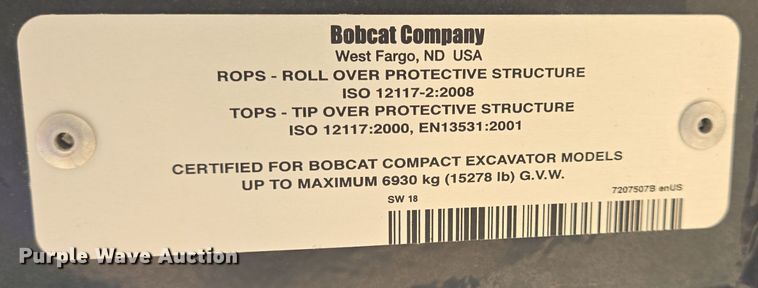 Bobcat Company
West Fargo, ND USA
ROPS - ROLL OVER PROTECTIVE STRUCTURE
ISO 12117-2:2008
TOPS - TIP OVER PROTECTIVE STRUCTURE
ISO 12117:2000, EN13531:2001
CERTIFIED FOR BOBCAT COMPACT EXCAVATOR MODELS
UP TO MAXIMUM 6930 kg (15278 lb) G.V.W.
SW 18
7207507B enUS
Purple Wave Auction